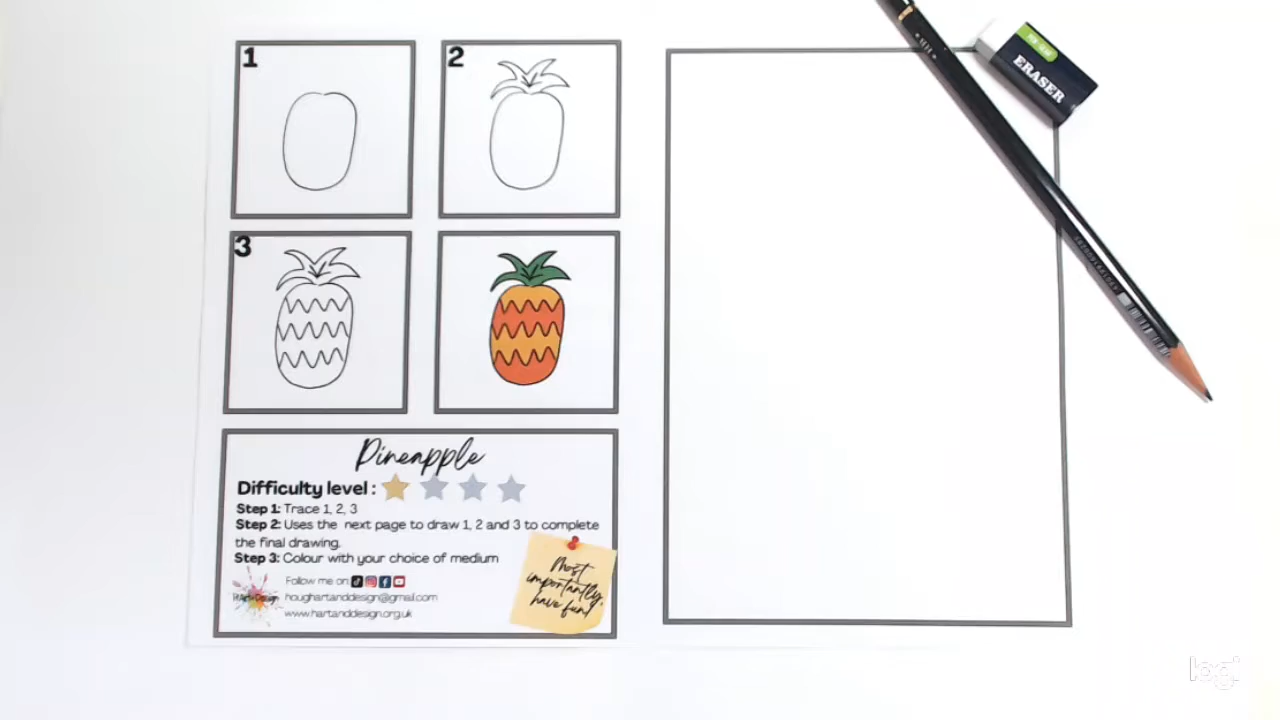 1
2
3
Pineapple
Difficulty level :
Step 1: Trace 1, 2, 3
Step 2: Uses the next page to draw 1, 2 and 3 to complete
the final drawing.
Step 3: Colour with your choice of medium
Follow me on:
houghartanddesign@gmail.com
www.hartanddesign.org.uk
Most
importantly,
have fun!
ERASER
HH
logi